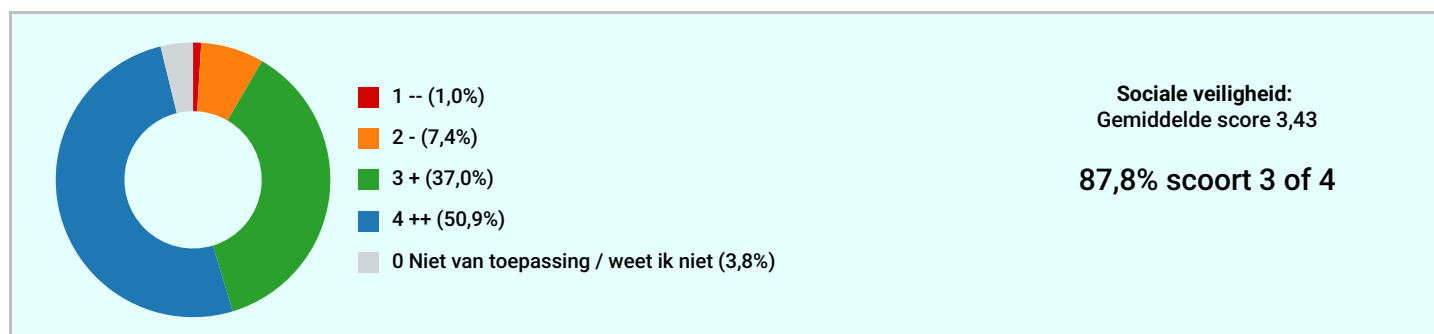 1 -- (1,0%)
2 - (7,4%)
3 + (37,0%)
4 ++ (50,9%)
0 Niet van toepassing / weet ik niet (3,8%)
Sociale veiligheid:
Gemiddelde score 3,43
87,8% scoort 3 of 4